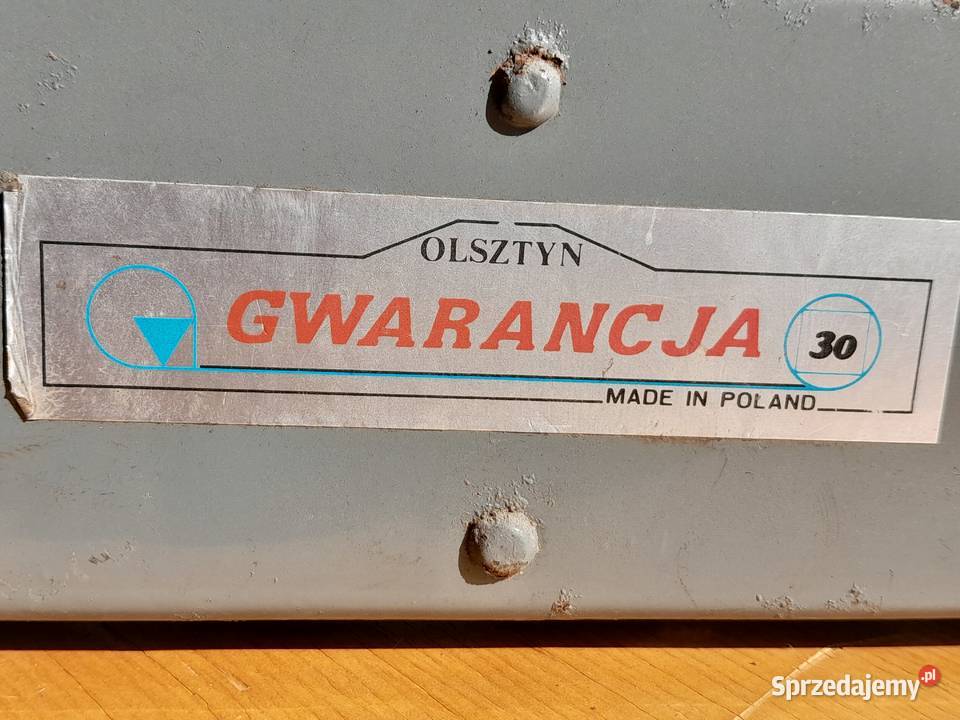 OLSZTYN
GWARANCJA 30
MADE IN POLAND
Sprzedajemy.pl